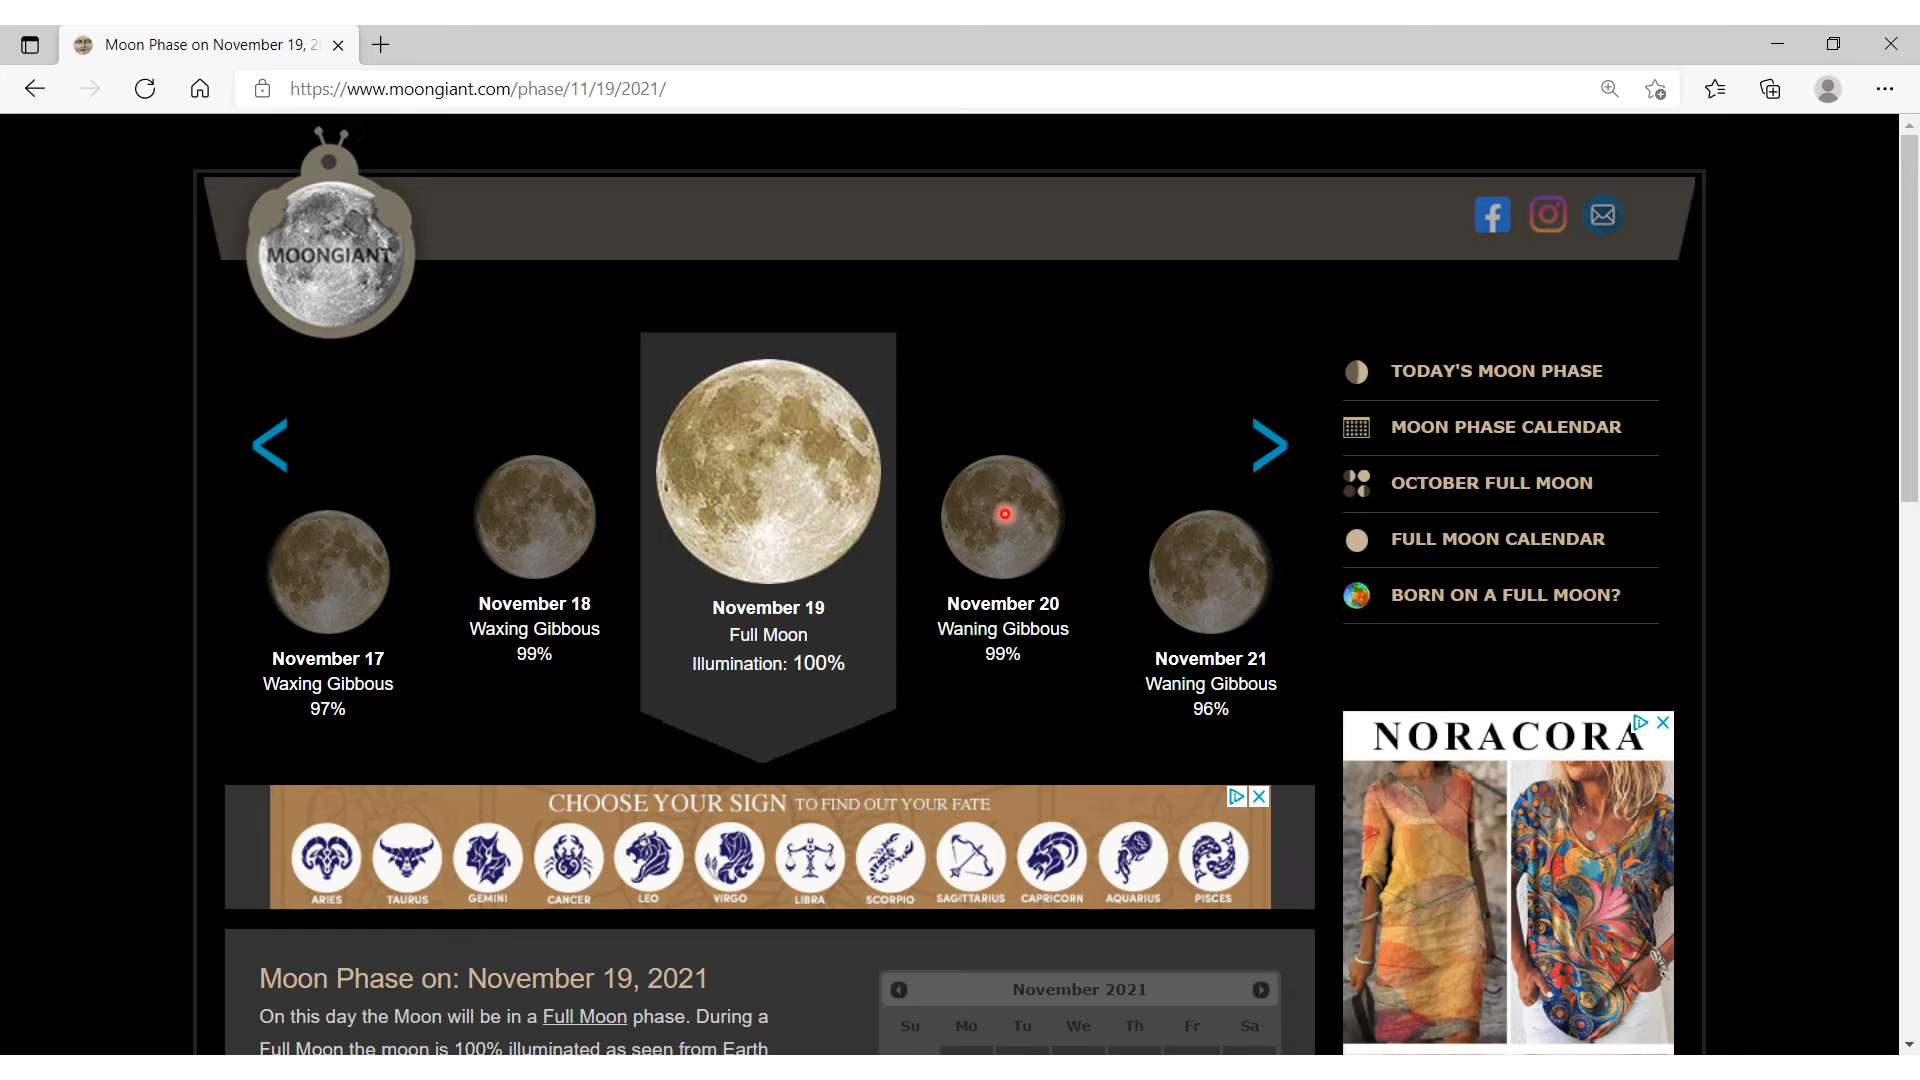 Moon Phase on November 19, 2
https://www.moongiant.com/phase/11/19/2021/
MOONGIANT
TODAY'S MOON PHASE
MOON PHASE CALENDAR
OCTOBER FULL MOON
FULL MOON CALENDAR
BORN ON A FULL MOON?
November 17
Waxing Gibbous
97%
November 18
Waxing Gibbous
99%
November 19
Full Moon
Illumination: 100%
November 20
Waning Gibbous
99%
November 21
Waning Gibbous
96%
NORACORA
CHOOSE YOUR SIGN TO FIND OUT YOUR FATE
ARIES TAURUS GEMINI CANCER LEO VIRGO LIBRA SCORPIO SAGITTARIUS CAPRICORN AQUARIUS PISCES
Moon Phase on: November 19, 2021
On this day the Moon will be in a Full Moon phase. During a
Full Moon the moon is 100% illuminated as seen from Earth
November 2021
Su Mo Tu We Th Fr Sa